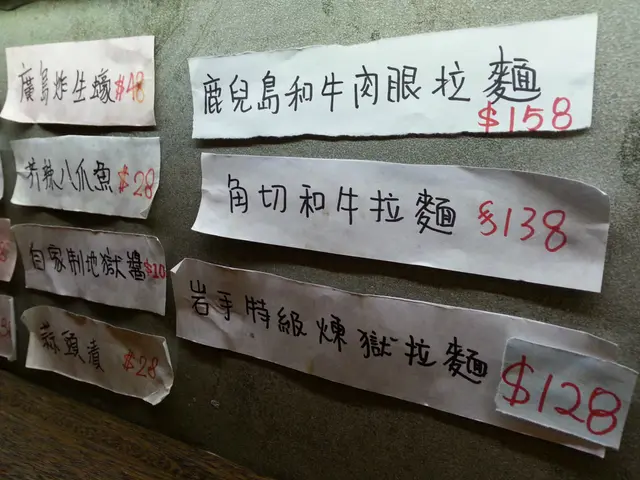 廣島炸生蠔$48
芥辣八爪魚$28
自家制地獄醬$10
蒜頭漬 $28
鹿兒島和牛肉眼拉麵
$158
角切和牛拉麵 $138
岩手特級煉獄拉麵
$128